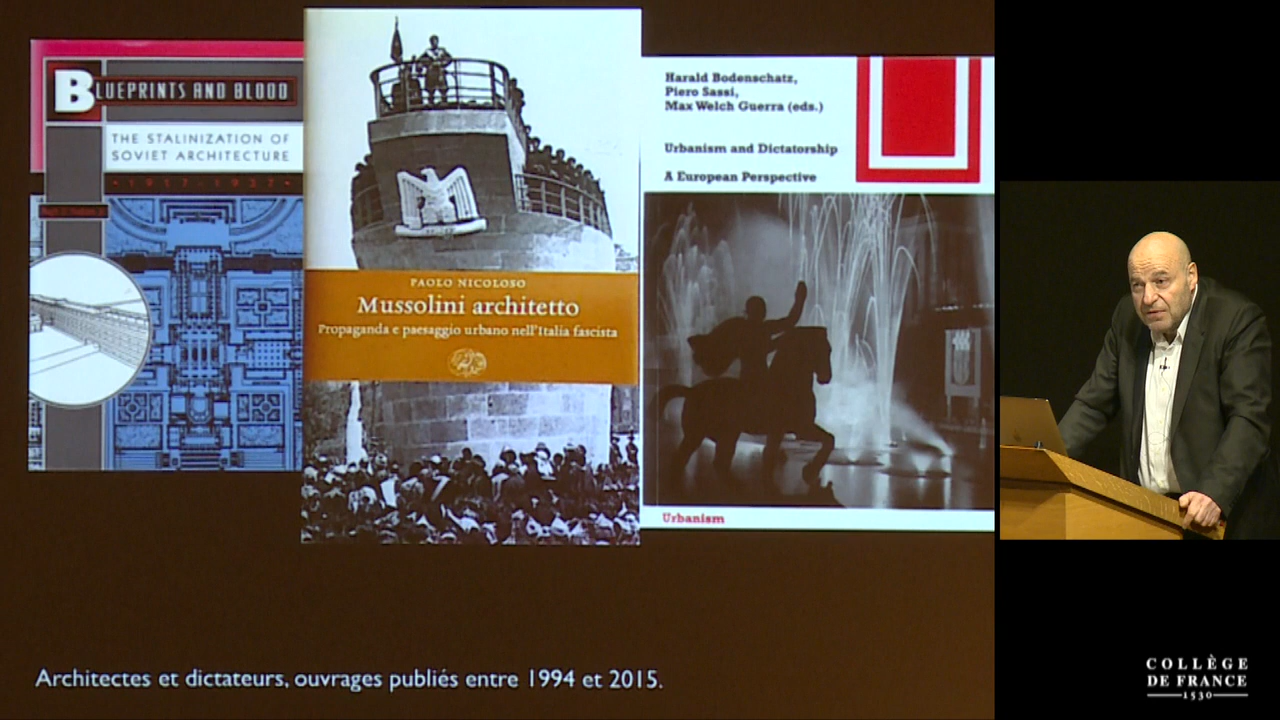 BLUEPRINTS AND BLOOD
THE STALINIZATION OF
SOVIET ARCHITECTURE
• 1917-1937 •
PAOLO NICOLOSO
Mussolini architetto
Propaganda e paesaggio urbano nell'Italia fascista
Harald Bodenschatz,
Piero Sassi,
Max Welch Guerra (eds.)
Urbanism and Dictatorship
A European Perspective
Urbanism
Architectes et dictateurs, ouvrages publiés entre 1994 et 2015.
COLLÈGE
DE FRANCE
1530